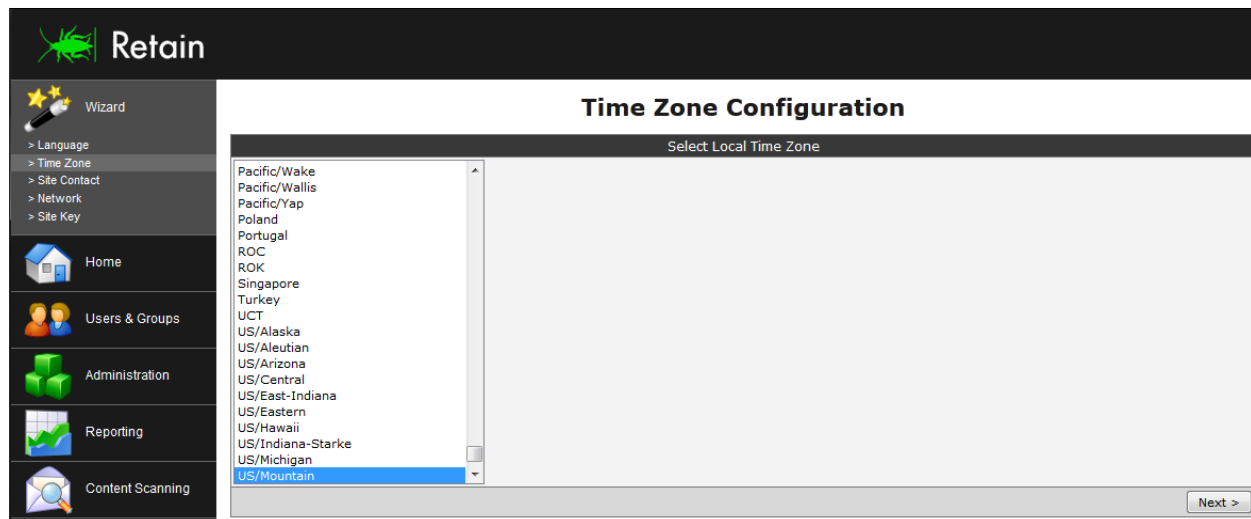 Retain
Wizard
> Language
> Time Zone
> Site Contact
> Network
> Site Key
Home
Users & Groups
Administration
Reporting
Content Scanning
Time Zone Configuration
Select Local Time Zone
Pacific/Wake
Pacific/Wallis
Pacific/Yap
Poland
Portugal
ROC
ROK
Singapore
Turkey
UCT
US/Alaska
US/Aleutian
US/Arizona
US/Central
US/East-Indiana
US/Eastern
US/Hawaii
US/Indiana-Starke
US/Michigan
US/Mountain
Next >